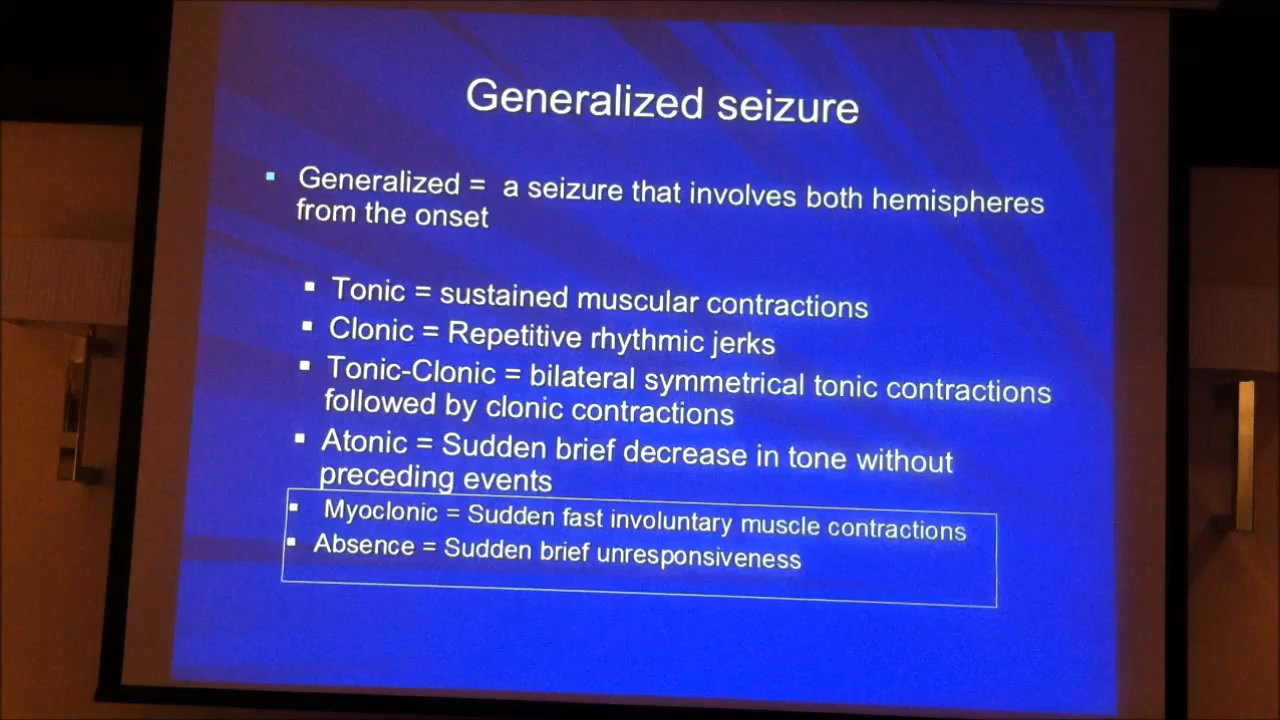 Generalized seizure
Generalized = a seizure that involves both hemispheres
from the onset
Tonic = sustained muscular contractions
Clonic = Repetitive rhythmic jerks
Tonic-Clonic = bilateral symmetrical tonic contractions
followed by clonic contractions
Atonic = Sudden brief decrease in tone without
preceding events
Myoclonic = Sudden fast involuntary muscle contractions
Absence = Sudden brief unresponsiveness